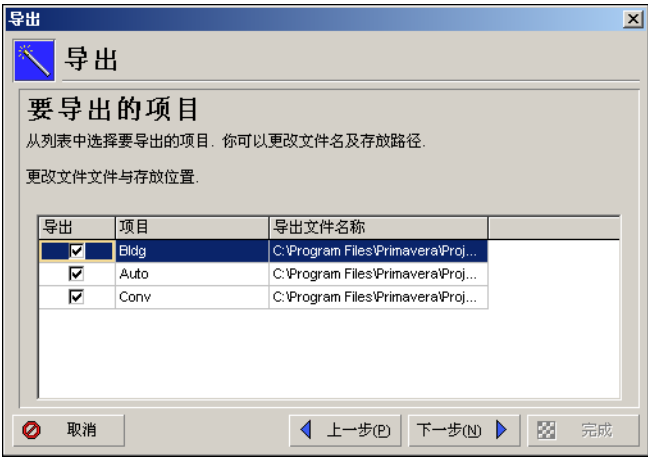 导出
导出
要导出的项目
从列表中选择要导出的项目. 你可以更改文件名及存放路径.
更改文件文件与存放位置.
导出 项目 导出文件名称
Bldg C:\Program Files\Primavera\Proj...
Auto C:\Program Files\Primavera\Proj...
Conv C:\Program Files\Primavera\Proj...
取消 上一步(P) 下一步(N) 完成